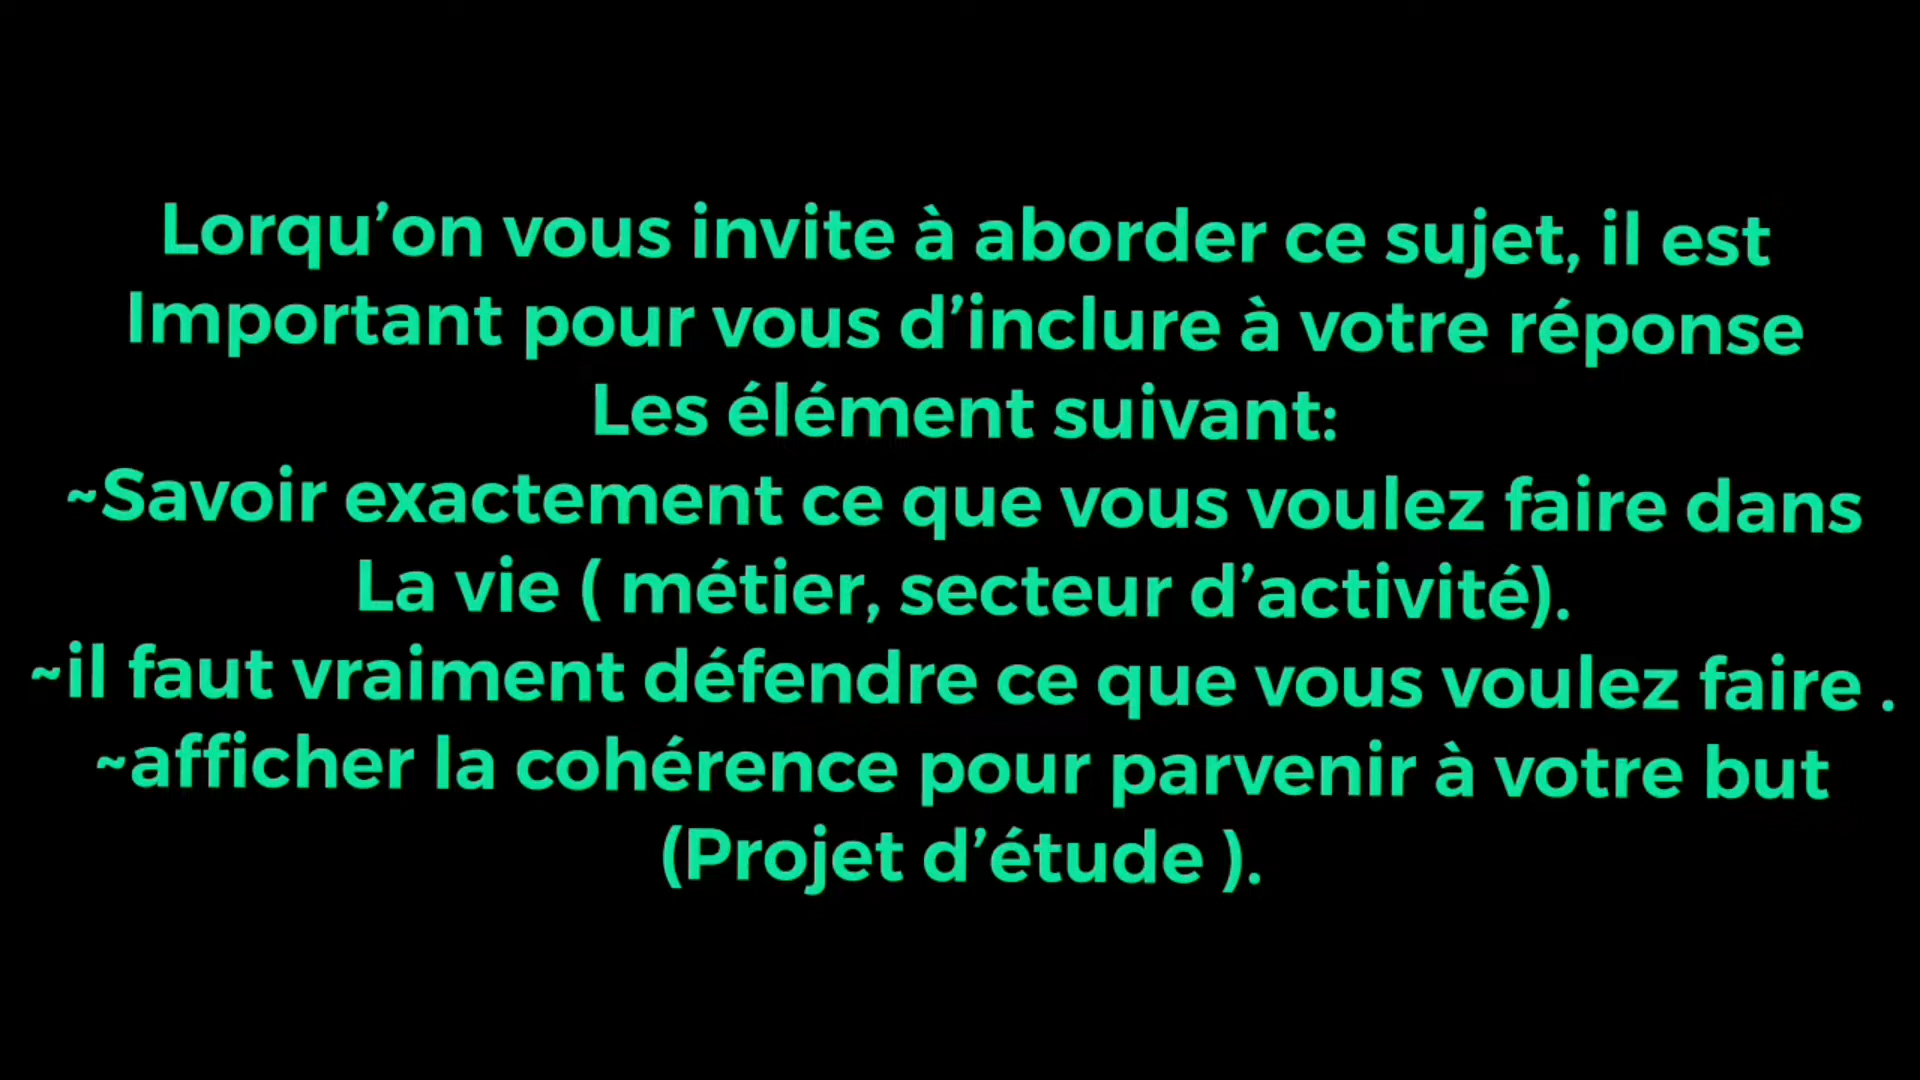 Lorqu’on vous invite à aborder ce sujet, il est
Important pour vous d’inclure à votre réponse
Les élément suivant:
~Savoir exactement ce que vous voulez faire dans
La vie ( métier, secteur d’activité).
~il faut vraiment défendre ce que vous voulez faire .
~afficher la cohérence pour parvenir à votre but
(Projet d’étude ).